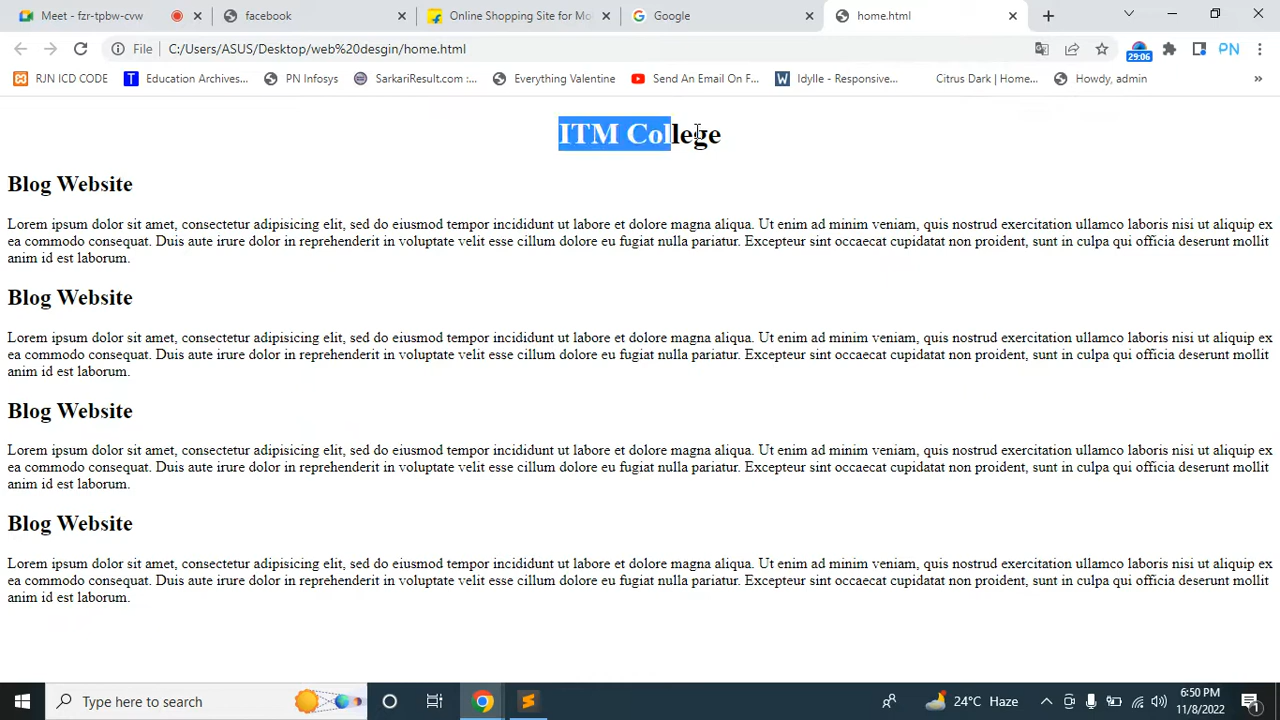 Meet - fzr-tpbw-cvw
facebook
Online Shopping Site for Mo
Google
home.html
File
C:/Users/ASUS/Desktop/web%20desgin/home.html
29:06
PN
RJN ICD CODE
Education Archives...
PN Infosys
SarkariResult.com :...
Everything Valentine
Send An Email On F...
Idylle - Responsive...
Citrus Dark | Home...
Howdy, admin
»
ITM College
Blog Website
Lorem ipsum dolor sit amet, consectetur adipisicing elit, sed do eiusmod tempor incididunt ut labore et dolore magna aliqua. Ut enim ad minim veniam, quis nostrud exercitation ullamco laboris nisi ut aliquip ex
ea commodo consequat. Duis aute irure dolor in reprehenderit in voluptate velit esse cillum dolore eu fugiat nulla pariatur. Excepteur sint occaecat cupidatat non proident, sunt in culpa qui officia deserunt mollit
anim id est laborum.
Blog Website
Lorem ipsum dolor sit amet, consectetur adipisicing elit, sed do eiusmod tempor incididunt ut labore et dolore magna aliqua. Ut enim ad minim veniam, quis nostrud exercitation ullamco laboris nisi ut aliquip ex
ea commodo consequat. Duis aute irure dolor in reprehenderit in voluptate velit esse cillum dolore eu fugiat nulla pariatur. Excepteur sint occaecat cupidatat non proident, sunt in culpa qui officia deserunt mollit
anim id est laborum.
Blog Website
Lorem ipsum dolor sit amet, consectetur adipisicing elit, sed do eiusmod tempor incididunt ut labore et dolore magna aliqua. Ut enim ad minim veniam, quis nostrud exercitation ullamco laboris nisi ut aliquip ex
ea commodo consequat. Duis aute irure dolor in reprehenderit in voluptate velit esse cillum dolore eu fugiat nulla pariatur. Excepteur sint occaecat cupidatat non proident, sunt in culpa qui officia deserunt mollit
anim id est laborum.
Blog Website
Lorem ipsum dolor sit amet, consectetur adipisicing elit, sed do eiusmod tempor incididunt ut labore et dolore magna aliqua. Ut enim ad minim veniam, quis nostrud exercitation ullamco laboris nisi ut aliquip ex
ea commodo consequat. Duis aute irure dolor in reprehenderit in voluptate velit esse cillum dolore eu fugiat nulla pariatur. Excepteur sint occaecat cupidatat non proident, sunt in culpa qui officia deserunt mollit
anim id est laborum.
Type here to search
24°C Haze
6:50 PM
11/8/2022
1